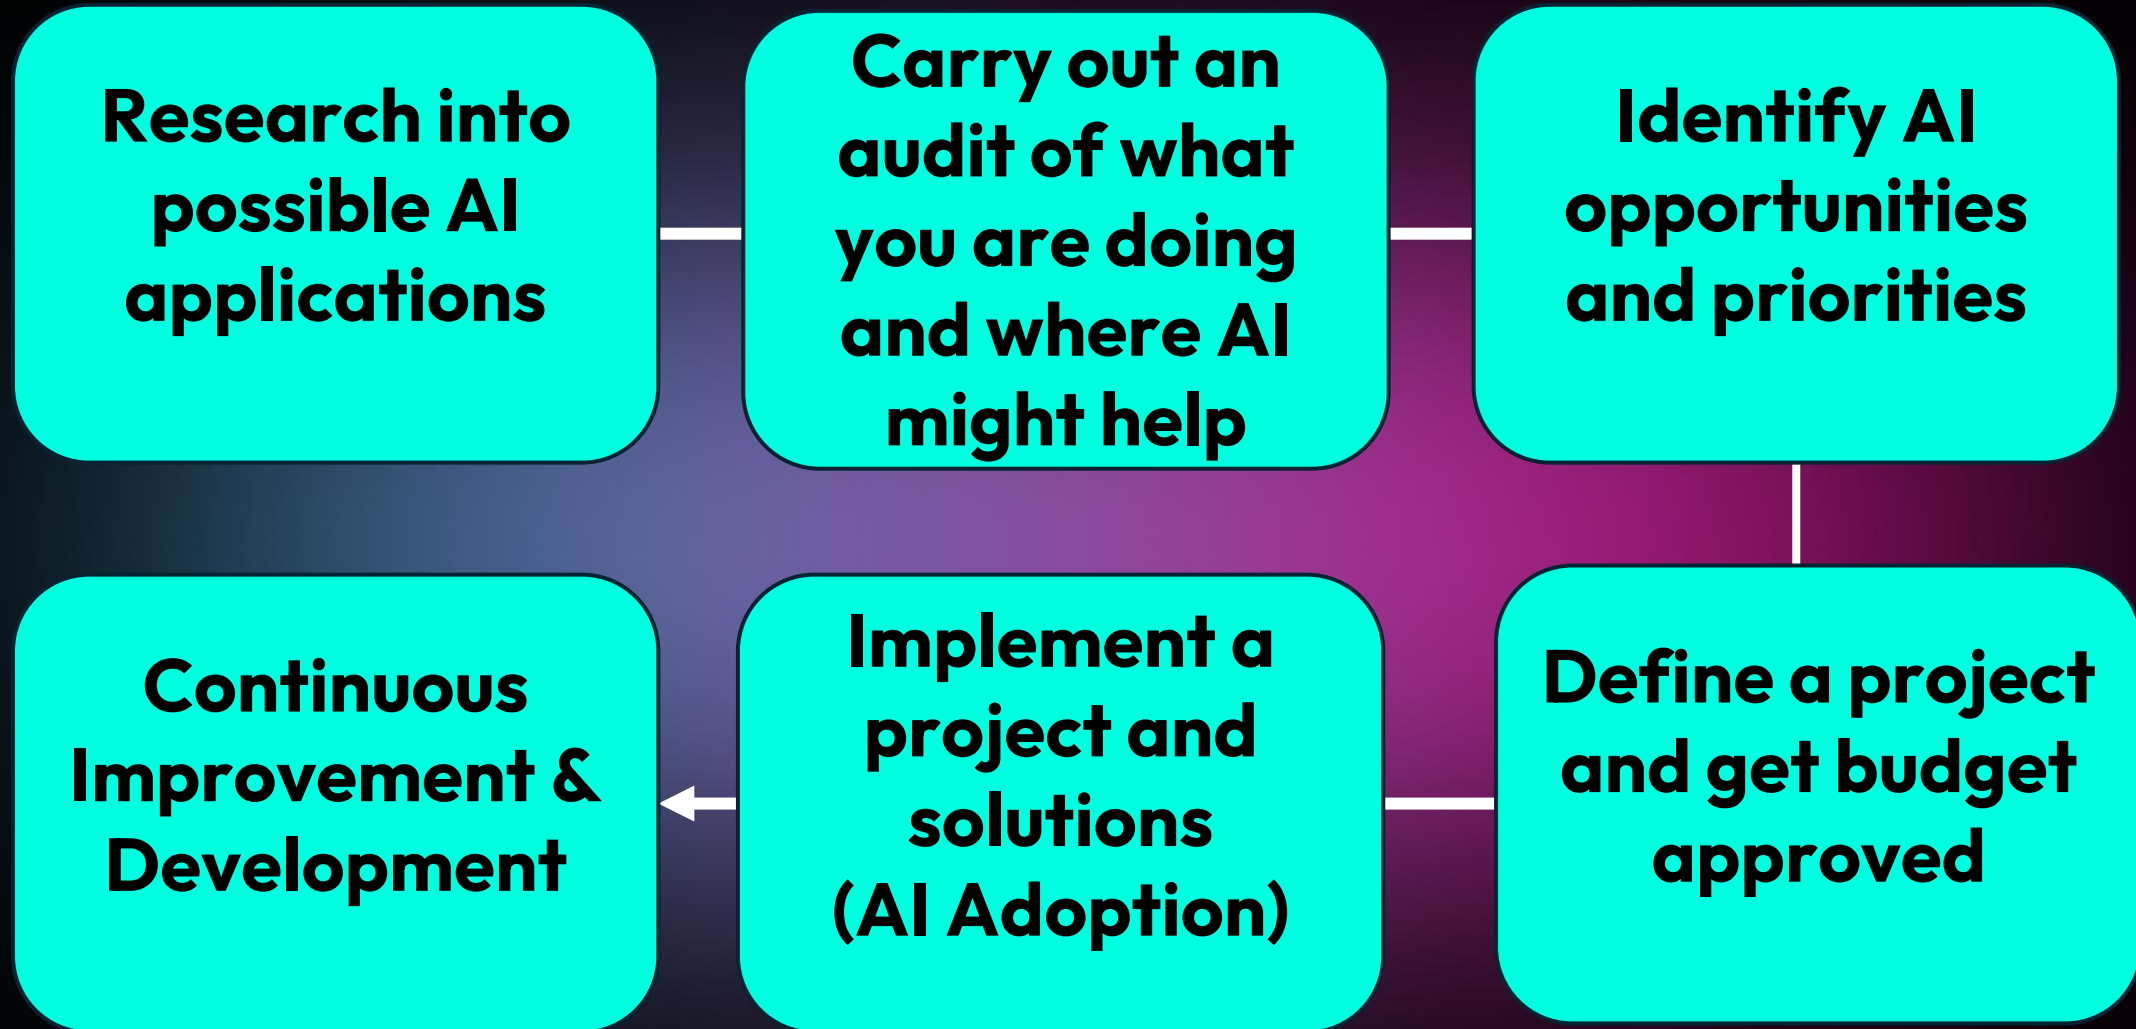 Research into
possible AI
applications
Carry out an
audit of what
you are doing
and where AI
might help
Identify AI
opportunities
and priorities
Define a project
and get budget
approved
Implement a
project and
solutions
(AI Adoption)
Continuous
Improvement &
Development